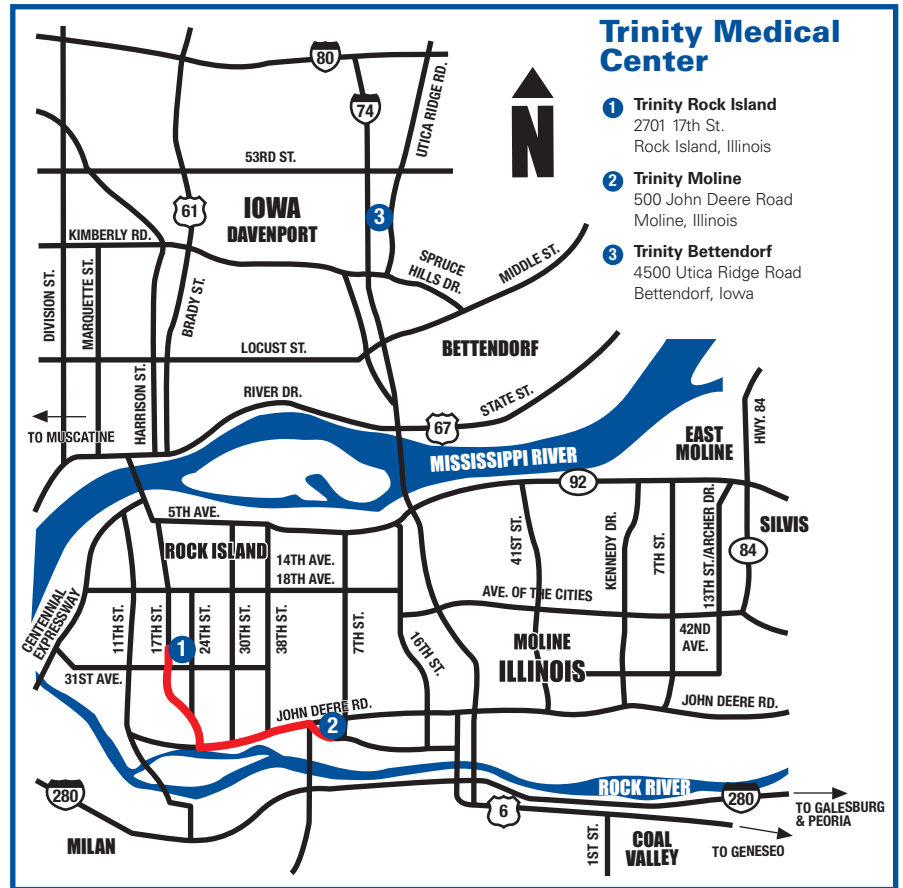 Trinity Medical
Center
1 Trinity Rock Island
2701 17th St.
Rock Island, Illinois
2 Trinity Moline
500 John Deere Road
Moline, Illinois
3 Trinity Bettendorf
4500 Utica Ridge Road
Bettendorf, Iowa
N
80
74
UTICA RIDGE RD.
53RD ST.
61
IOWA
DAVENPORT
3
KIMBERLY RD.
SPRUCE
HILLS DR.
MIDDLE ST.
DIVISION ST.
MARQUETTE ST.
BRADY ST.
HARRISON ST.
LOCUST ST.
BETTENDORF
RIVER DR.
STATE ST.
67
TO MUSCATINE
MISSISSIPPI RIVER
EAST
MOLINE
HWY. 84
92
5TH AVE.
ROCK ISLAND
14TH AVE.
18TH AVE.
41ST ST.
KENNEDY DR.
7TH ST.
13TH ST./ARCHER DR.
SILVIS
84
AVE. OF THE CITIES
CENTENNIAL
EXPRESSWAY
11TH ST.
17TH ST.
24TH ST.
30TH ST.
38TH ST.
7TH ST.
16TH ST.
1
31ST AVE.
MOLINE
ILLINOIS
42ND
AVE.
JOHN DEERE RD.
2
JOHN DEERE RD.
ROCK RIVER
280
280
6
TO GALESBURG
& PEORIA
MILAN
1ST ST.
COAL
VALLEY
TO GENESEO